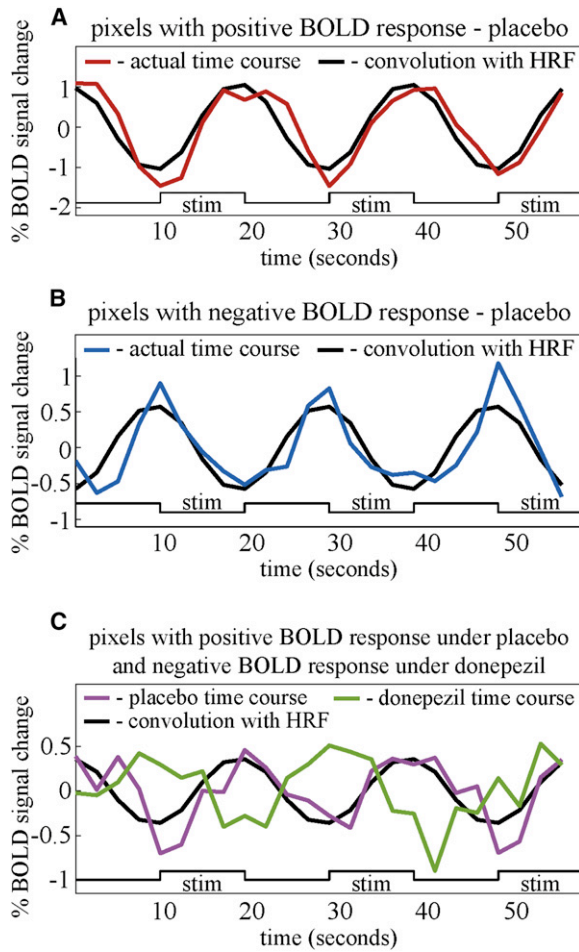 A
pixels with positive BOLD response - placebo
- actual time course - convolution with HRF
% BOLD signal change
1
0
-1
-2
stim stim stim
10 20 30 40 50
time (seconds)
B
pixels with negative BOLD response - placebo
- actual time course - convolution with HRF
% BOLD signal change
1
0.5
0
-0.5
-1
stim stim stim
10 20 30 40 50
time (seconds)
C
pixels with positive BOLD response under placebo
and negative BOLD response under donepezil
- placebo time course - donepezil time course
- convolution with HRF
% BOLD signal change
0.5
0
-0.5
-1
stim stim stim
10 20 30 40 50
time (seconds)